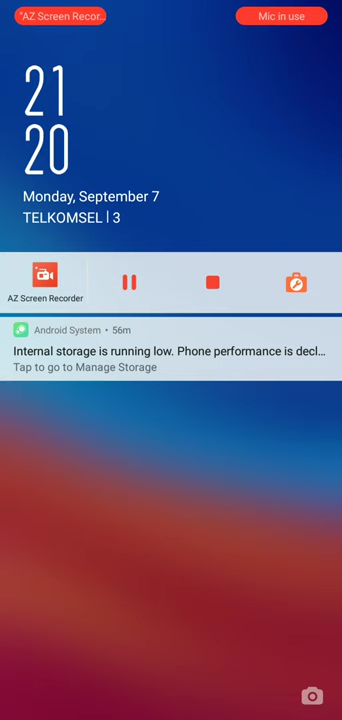 "AZ Screen Recor...
Mic in use
21
20
Monday, September 7
TELKOMSEL | 3
AZ Screen Recorder
Android System • 56m
Internal storage is running low. Phone performance is decl...
Tap to go to Manage Storage